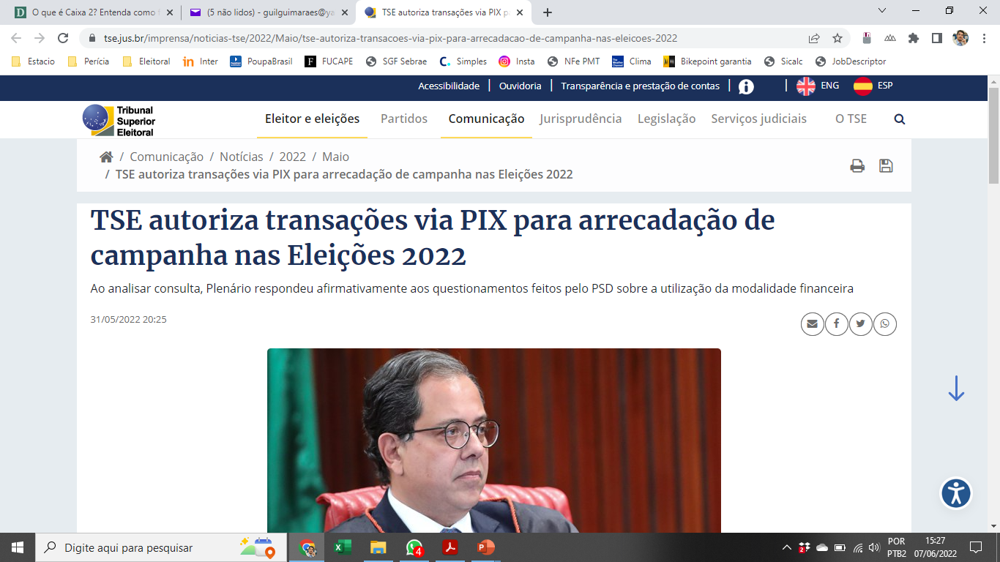 O que é Caixa 2? Entenda como f
(5 não lidos) - guilguimaraes@ya
TSE autoriza transações via PIX pa
tse.jus.br/imprensa/noticias-tse/2022/Maio/tse-autoriza-transacoes-via-pix-para-arrecadacao-de-campanha-nas-eleicoes-2022
Estacio
Perícia
Eleitoral
Inter
PoupaBrasil
FUCAPE
SGF Sebrae
Simples
Insta
NFe PMT
Clima
Bikepoint garantia
Sicalc
JobDescriptor
Acessibilidade
Ouvidoria
Transparência e prestação de contas
ENG
ESP
Tribunal
Superior
Eleitoral
Eleitor e eleições
Partidos
Comunicação
Jurisprudência
Legislação
Serviços judiciais
O TSE
/ Comunicação / Notícias / 2022 / Maio
/ TSE autoriza transações via PIX para arrecadação de campanha nas Eleições 2022
TSE autoriza transações via PIX para arrecadação de
campanha nas Eleições 2022
Ao analisar consulta, Plenário respondeu afirmativamente aos questionamentos feitos pelo PSD sobre a utilização da modalidade financeira
31/05/2022 20:25
Digite aqui para pesquisar
4
2
POR
PTB2
15:27
07/06/2022